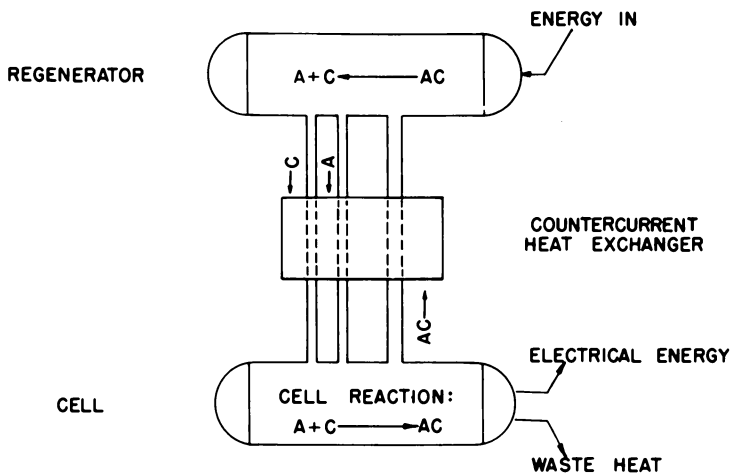 ENERGY IN
REGENERATOR
A + C ← AC
C
A
COUNTERCURRENT
HEAT EXCHANGER
AC
ELECTRICAL ENERGY
CELL
CELL REACTION:
A + C → AC
WASTE HEAT